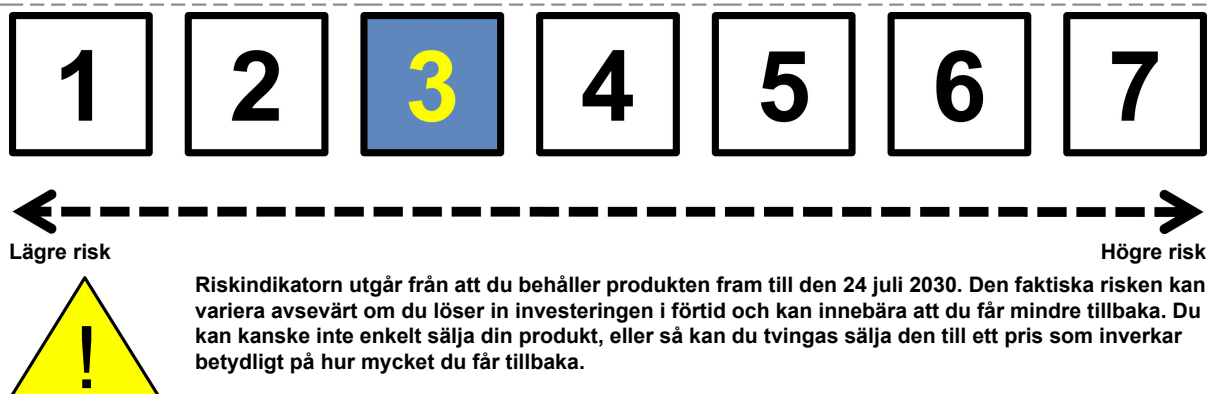 1 2 3 4 5 6 7
Lägre risk Högre risk
Riskindikatorn utgår från att du behåller produkten fram till den 24 juli 2030. Den faktiska risken kan
variera avsevärt om du löser in investeringen i förtid och kan innebära att du får mindre tillbaka. Du
kan kanske inte enkelt sälja din produkt, eller så kan du tvingas sälja den till ett pris som inverkar
betydligt på hur mycket du får tillbaka.
!